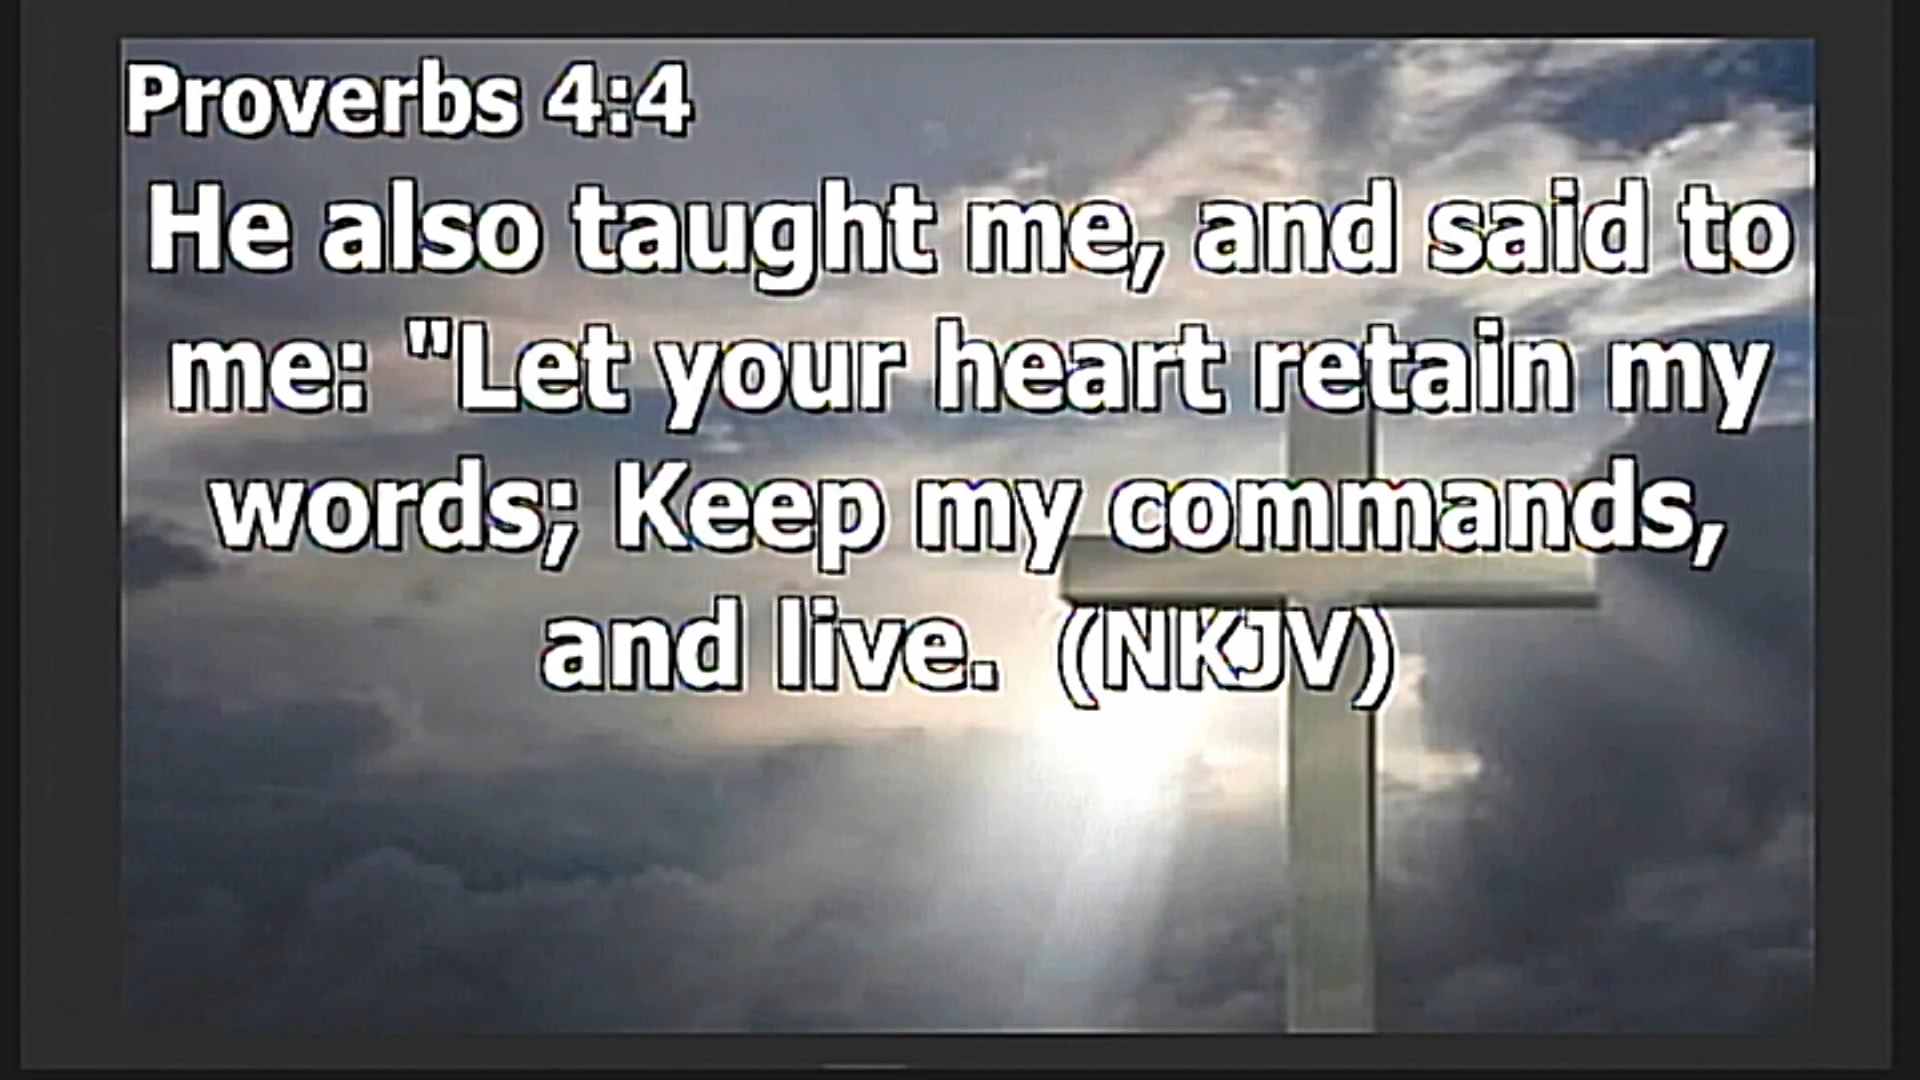 Proverbs 4:4
He also taught me, and said to
me: "Let your heart retain my
words; Keep my commands,
and live.  (NKJV)